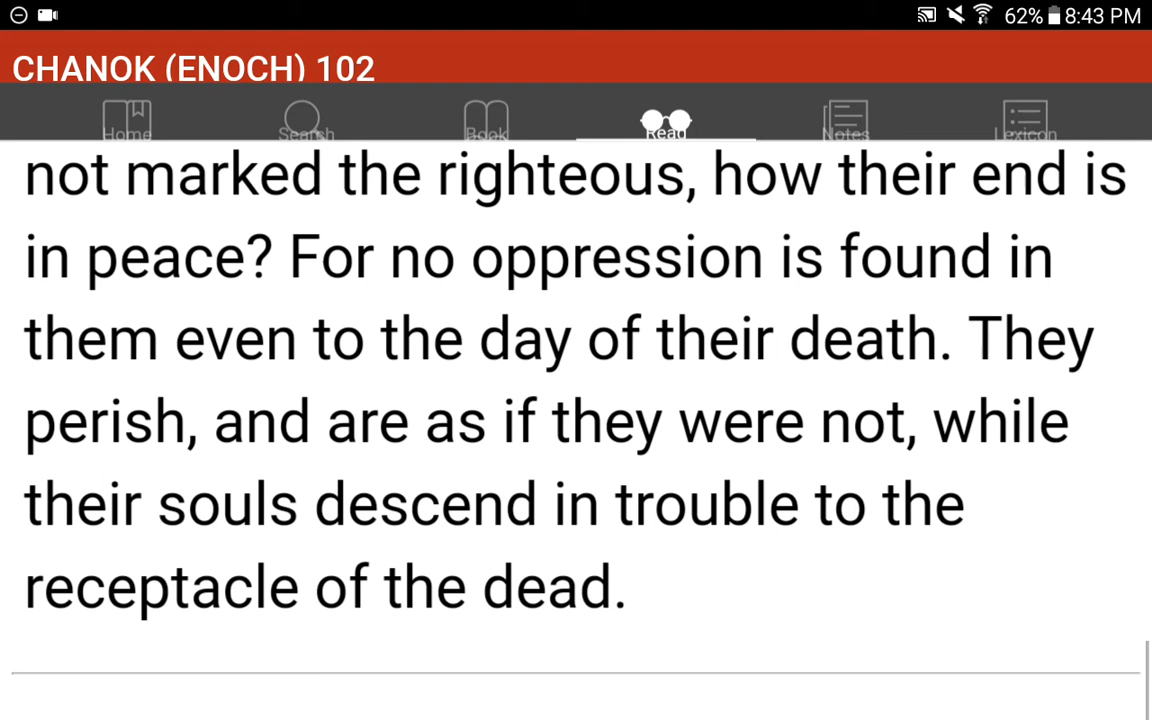 62% 8:43 PM
CHANOK (ENOCH) 102
Home Search Book Read Notes Lexicon
not marked the righteous, how their end is
in peace? For no oppression is found in
them even to the day of their death. They
perish, and are as if they were not, while
their souls descend in trouble to the
receptacle of the dead.